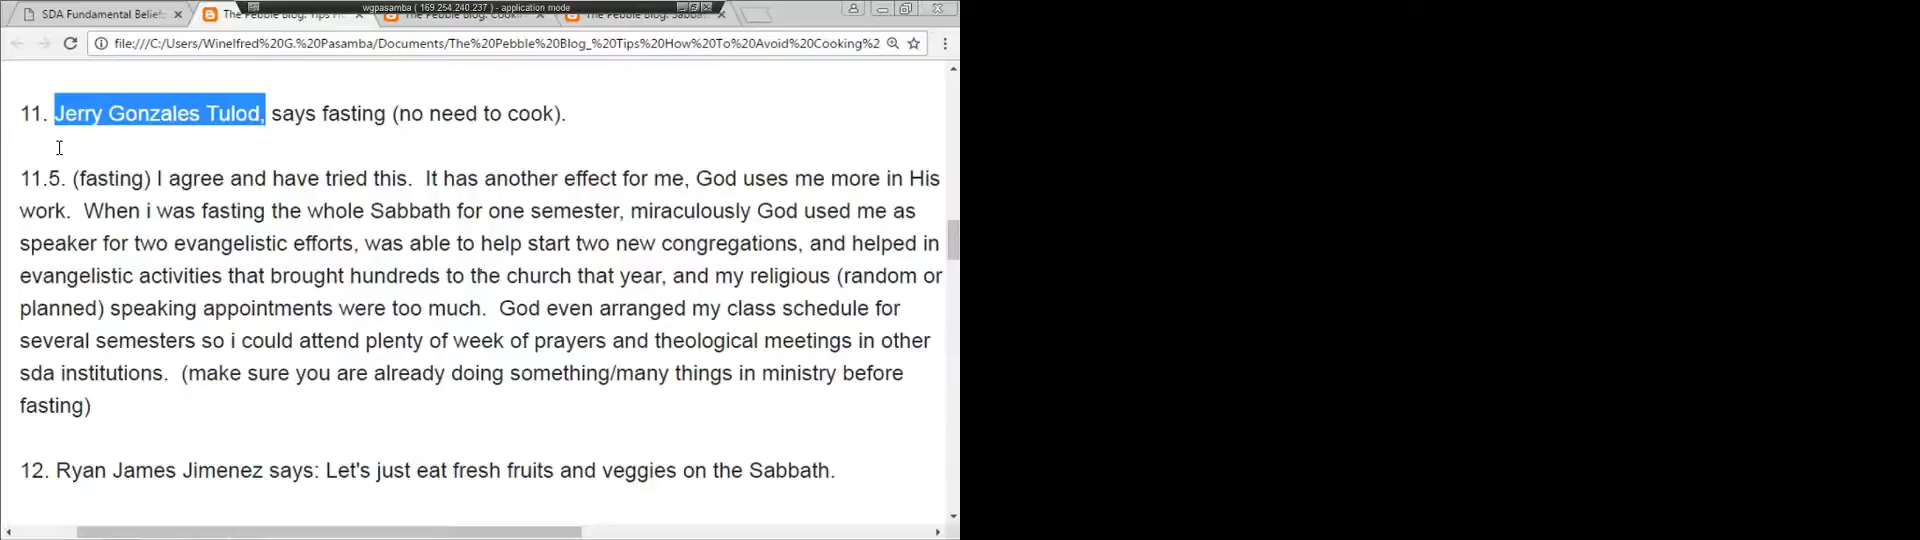 wgpasamba ( 169.254.240.237 ) - application mode
SDA Fundamental Belief
The Pebble Blog: Tips H
The Pebble Blog: Cooki
The Pebble Blog: Sabba
file:///C:/Users/Winelfred%20G.%20Pasamba/Documents/The%20Pebble%20Blog_%20Tips%20How%20To%20Avoid%20Cooking%2
11. Jerry Gonzales Tulod, says fasting (no need to cook).
11.5. (fasting) I agree and have tried this. It has another effect for me, God uses me more in His
work. When i was fasting the whole Sabbath for one semester, miraculously God used me as
speaker for two evangelistic efforts, was able to help start two new congregations, and helped in
evangelistic activities that brought hundreds to the church that year, and my religious (random or
planned) speaking appointments were too much. God even arranged my class schedule for
several semesters so i could attend plenty of week of prayers and theological meetings in other
sda institutions. (make sure you are already doing something/many things in ministry before
fasting)
12. Ryan James Jimenez says: Let's just eat fresh fruits and veggies on the Sabbath.